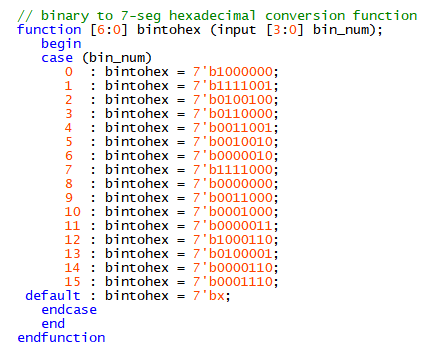 // binary to 7-seg hexadecimal conversion function
function [6:0] bintohex (input [3:0] bin_num);
begin
case (bin_num)
0 : bintohex = 7'b1000000;
1 : bintohex = 7'b1111001;
2 : bintohex = 7'b0100100;
3 : bintohex = 7'b0110000;
4 : bintohex = 7'b0011001;
5 : bintohex = 7'b0010010;
6 : bintohex = 7'b0000010;
7 : bintohex = 7'b1111000;
8 : bintohex = 7'b0000000;
9 : bintohex = 7'b0011000;
10 : bintohex = 7'b0001000;
11 : bintohex = 7'b0000011;
12 : bintohex = 7'b1000110;
13 : bintohex = 7'b0100001;
14 : bintohex = 7'b0000110;
15 : bintohex = 7'b0001110;
default : bintohex = 7'bx;
endcase
end
endfunction